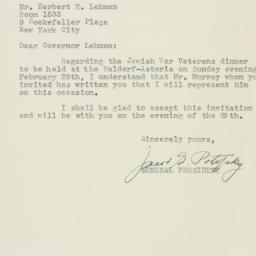 Mr. Herbert H. Lehman
Room 1533
9 Rockefeller Plaza
New York City
Dear Governor Lehman:
Regarding the Jewish War Veterans dinner
to be held at the Waldorf-Astoria on Sunday evening
February 29th, I understand that Mr. Murray whom you
invited has written you that I will represent him
on this occasion.
I shall be glad to accept this invitation
and will be with you on the evening of the 29th.
Sincerely yours,
Jacob S. Potofsky
GENERAL PRESIDENT